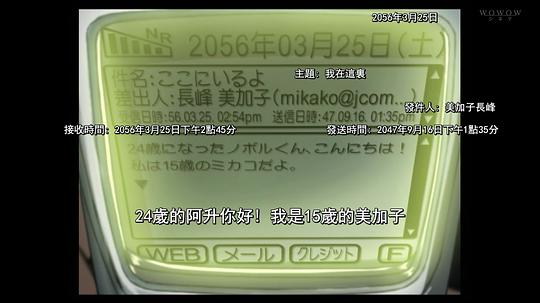 2056年3月25日
WOWOW
シネマ
NR
2056年03月25日(土)
件名:ここにいるよ
主題: 我在這裏
差出人:長峰 美加子(mikako@jcom...)
發件人: 美加子長峰
受信日時:56.03.25. 02:54pm 送信日時:47.09.16. 01:35pm
接收時間: 2056年3月25日下午2點45分
發送時間: 2047年9月16日下午1點35分
24歳になったノボルくん、こんにちは!
私は15歳のミカコだよ。
24歲的阿升你好! 我是15歲的美加子
WEB
メール
クレジット
F